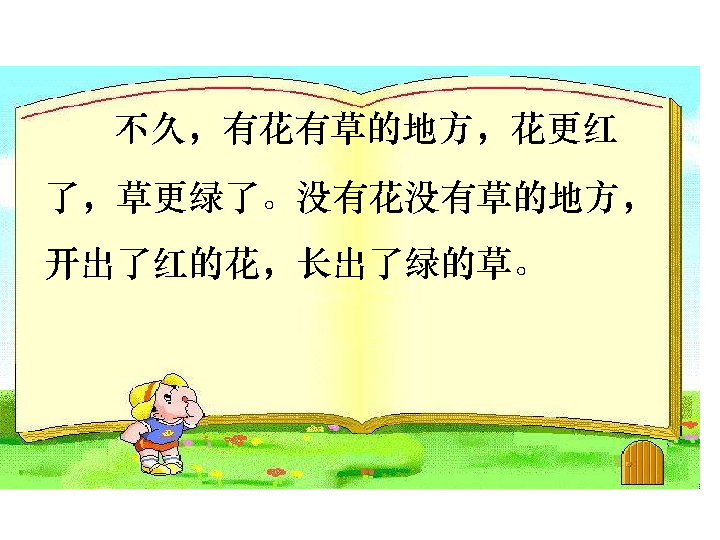 不久，有花有草的地方，花更红
了，草更绿了。没有花没有草的地方，
开出了红的花，长出了绿的草。